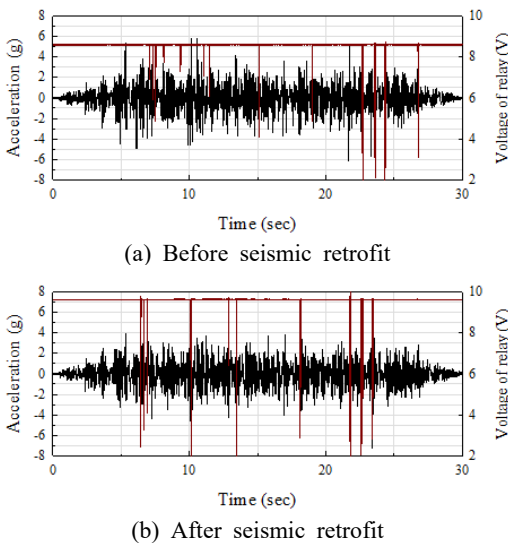 8
6
4
2
0
-2
-4
-6
-8
Acceleration (g)
10
8
6
4
2
Voltage of relay (V)
0 10 20 30
Time (sec)
(a) Before seismic retrofit
8
6
4
2
0
-2
-4
-6
-8
Acceleration (g)
10
8
6
4
2
Voltage of relay (V)
0 10 20 30
Time (sec)
(b) After seismic retrofit